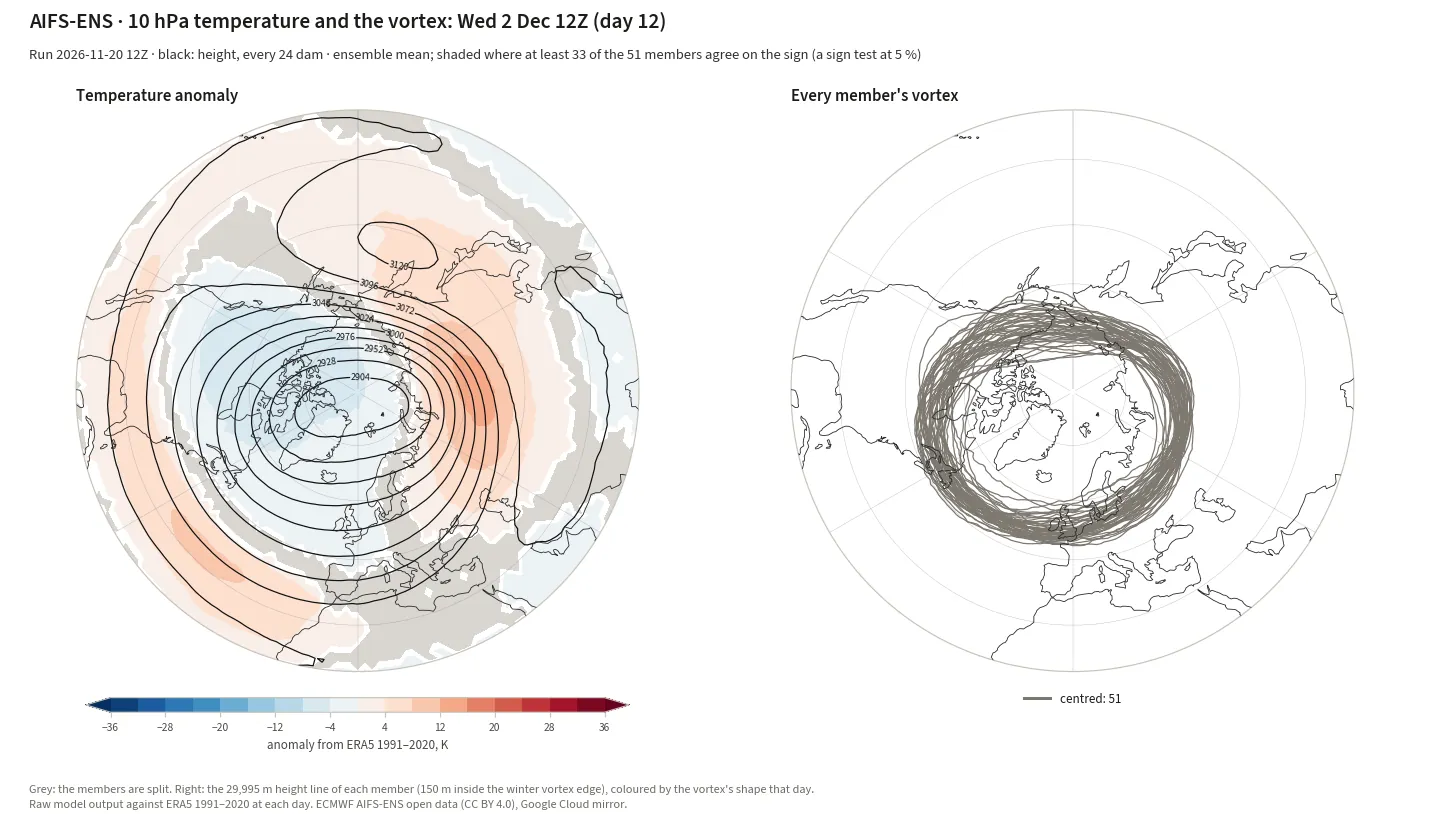 AIFS-ENS · 10 hPa temperature and the vortex: Wed 2 Dec 12Z (day 12)
Run 2026-11-20 12Z · black: height, every 24 dam · ensemble mean; shaded where at least 33 of the 51 members agree on the sign (a sign test at 5 %)
Temperature anomaly
Every member's vortex
3120
3096
3072
3048
3024
3000
2976
2952
2928
2904
centred: 51
−36 −28 −20 −12 −4 4 12 20 28 36
anomaly from ERA5 1991–2020, K
Grey: the members are split. Right: the 29,995 m height line of each member (150 m inside the winter vortex edge), coloured by the vortex's shape that day.
Raw model output against ERA5 1991–2020 at each day. ECMWF AIFS-ENS open data (CC BY 4.0), Google Cloud mirror.